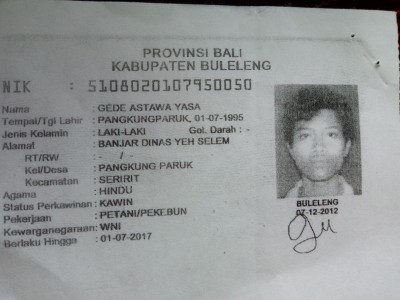 PROVINSI BALI
KABUPATEN BULELENG
NIK : 5108020107950050
Nama : GEDE ASTAWA YASA
Tempat/Tgl Lahir : PANGKUNGPARUK, 01-07-1995
Jenis Kelamin : LAKI-LAKI Gol. Darah : -
Alamat : BANJAR DINAS YEH SELEM
RT/RW : - / -
Kel/Desa : PANGKUNG PARUK
Kecamatan : SERIRIT
Agama : HINDU
Status Perkawinan : KAWIN
Pekerjaan : PETANI/PEKEBUN
Kewarganegaraan : WNI
Berlaku Hingga : 01-07-2017
BULELENG
07-12-2012